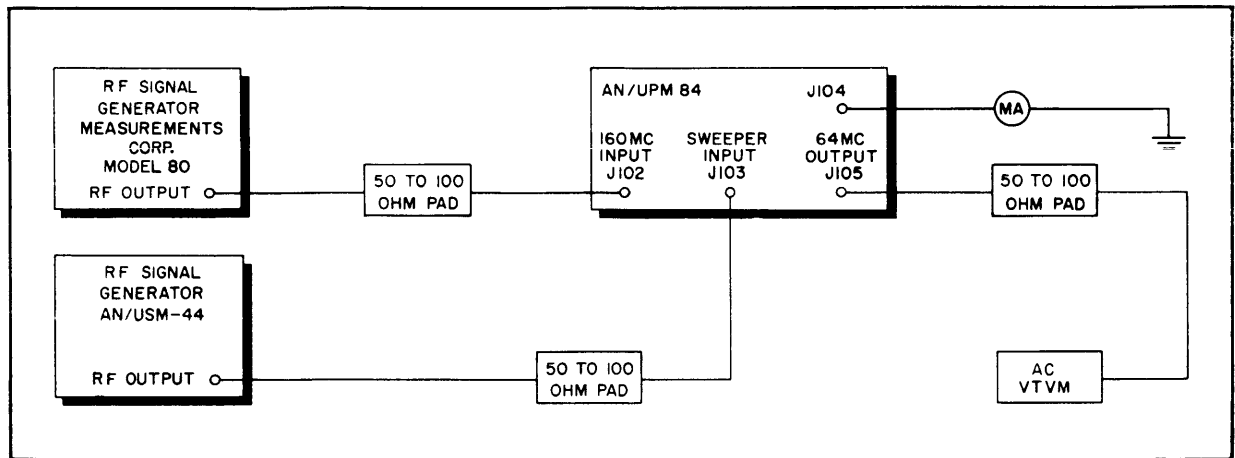 RF SIGNAL
GENERATOR
MEASUREMENTS
CORP.
MODEL 80
RF OUTPUT
50 TO 100
OHM PAD
AN/UPM 84
J104
160MC
INPUT
J102
SWEEPER
INPUT
J103
64MC
OUTPUT
J105
MA
50 TO 100
OHM PAD
RF SIGNAL
GENERATOR
AN/USM-44
RF OUTPUT
50 TO 100
OHM PAD
AC
VTVM